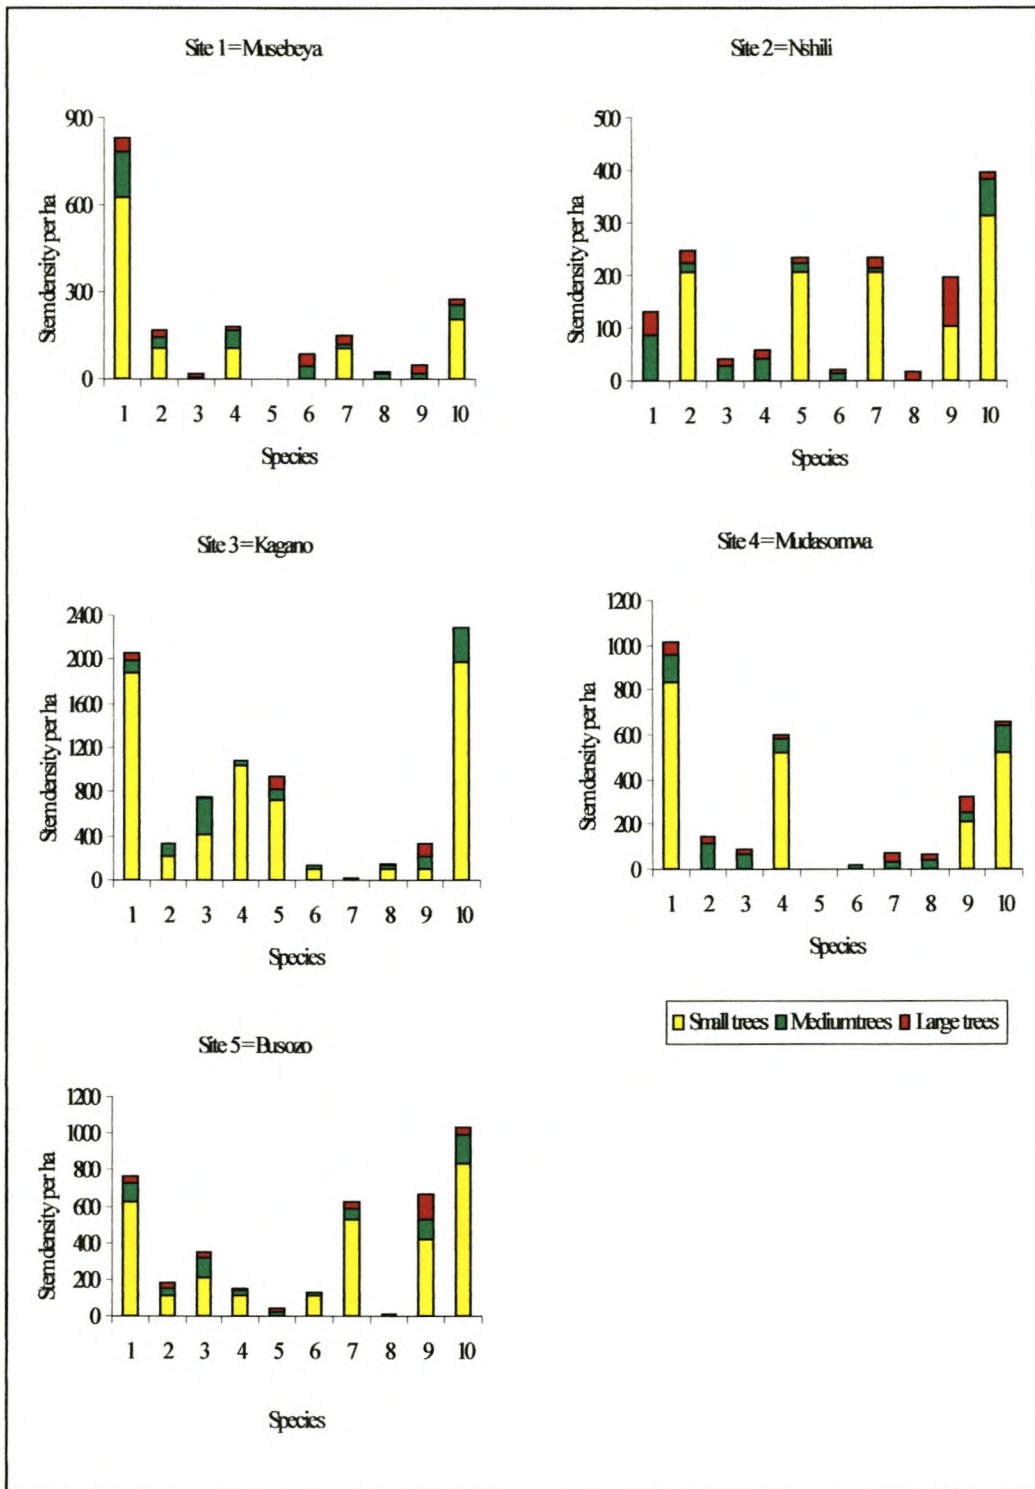 Site 1=Musebeya
Stem density per ha
900
600
300
0
1 2 3 4 5 6 7 8 9 10
Species
Site 2=Nshili
Stem density per ha
500
400
300
200
100
0
1 2 3 4 5 6 7 8 9 10
Species
Site 3=Kagano
Stem density per ha
2400
2000
1600
1200
800
400
0
1 2 3 4 5 6 7 8 9 10
Species
Site 4=Mudasomwa
Stem density per ha
1200
1000
800
600
400
200
0
1 2 3 4 5 6 7 8 9 10
Species
Small trees Medium trees Large trees
Site 5=Busozo
Stem density per ha
1200
1000
800
600
400
200
0
1 2 3 4 5 6 7 8 9 10
Species